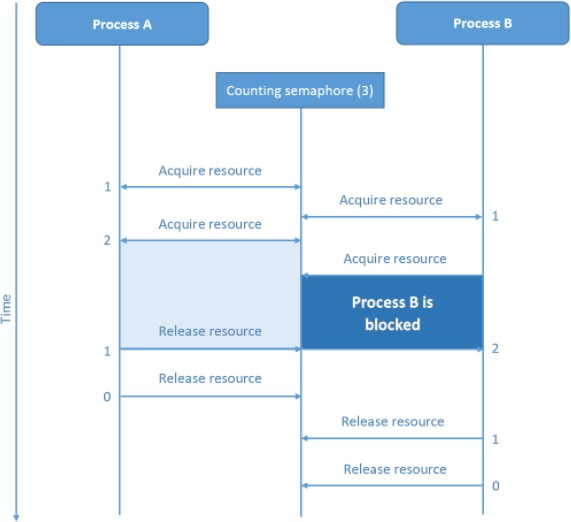 Process A
Process B
Counting semaphore (3)
Acquire resource
1
Acquire resource
1
Acquire resource
2
Acquire resource
Process B is
blocked
Time
Release resource
1
2
Release resource
0
Release resource
1
Release resource
0